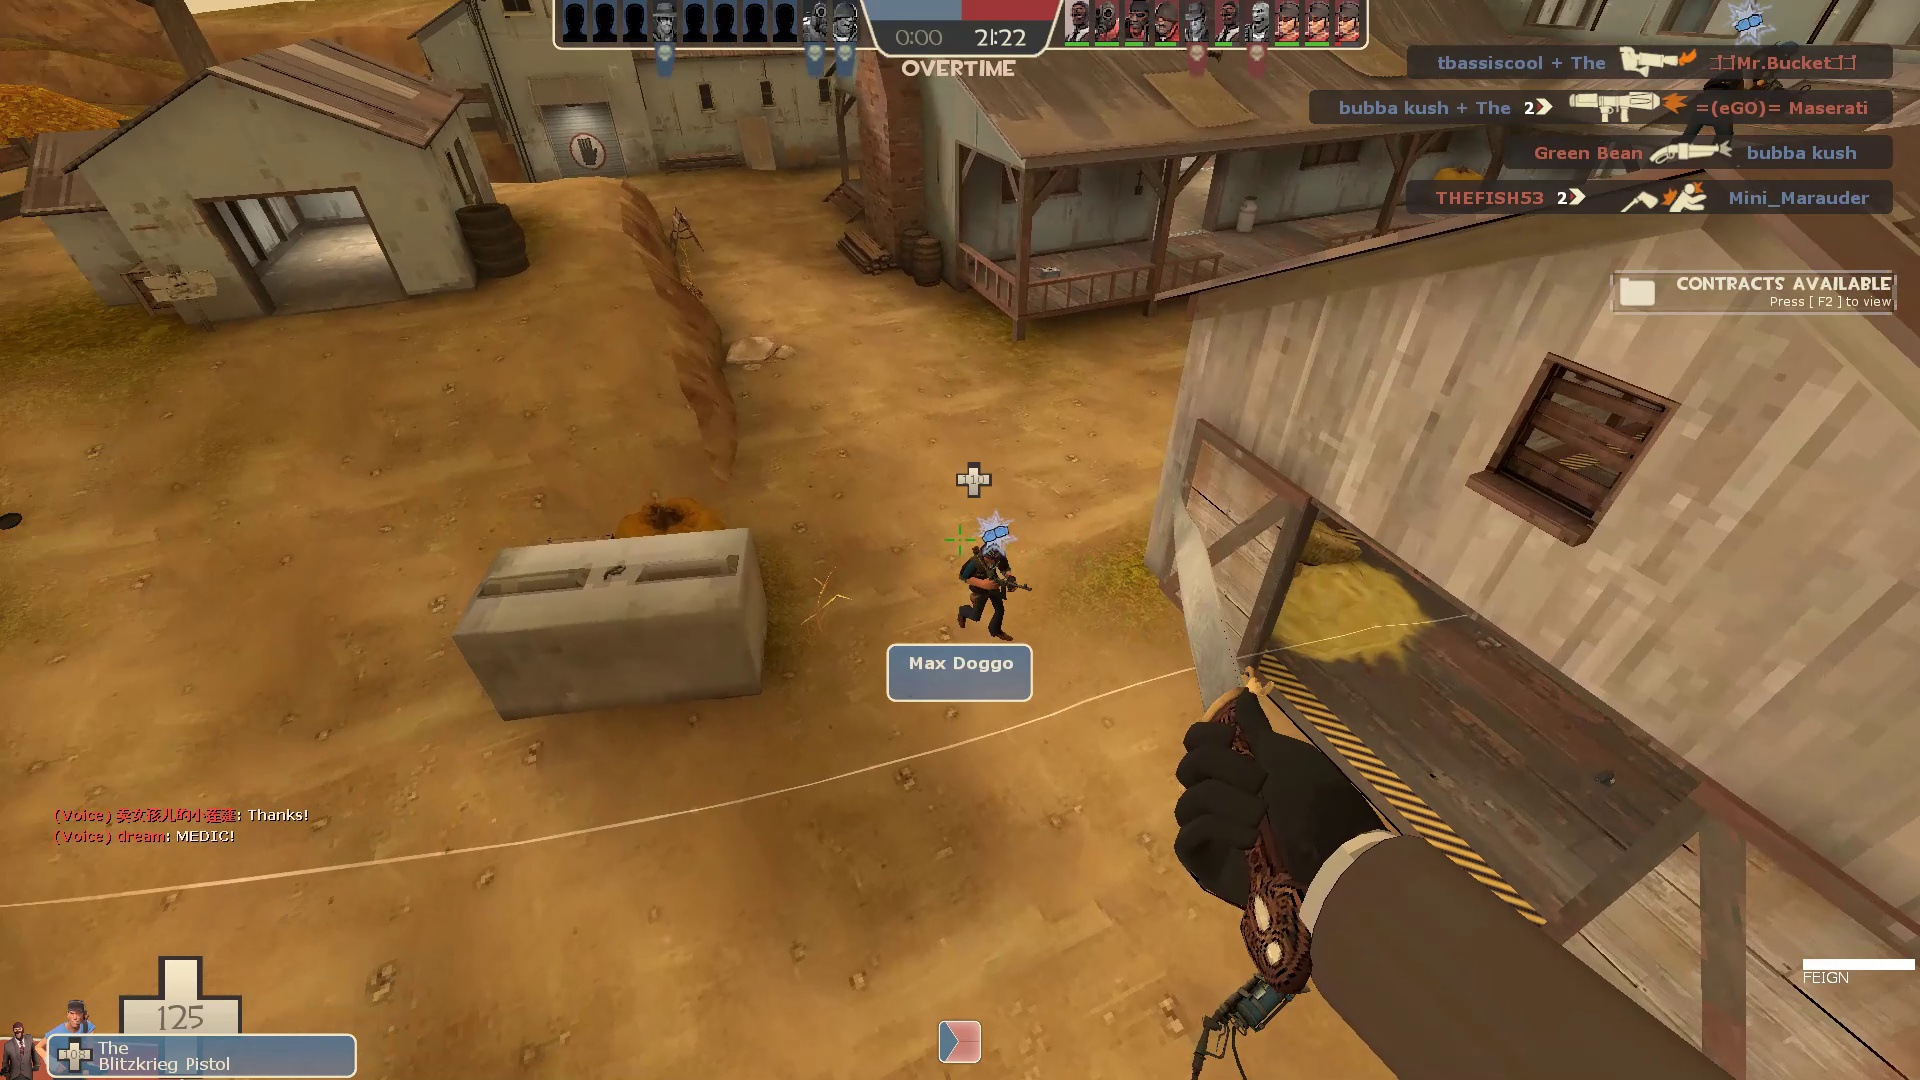 0:00
2:22
OVERTIME
tbassiscool + The
Mr.Bucket
bubba kush + The 2
=(eGO)= Maserati
Green Bean
bubba kush
THEFISH53 2
Mini_Marauder
CONTRACTS AVAILABLE
Press [ F2 ] to view
Max Doggo
(Voice) 卖女孩儿的小莲莲: Thanks!
(Voice) dream: MEDIC!
125
108
The
Blitzkrieg Pistol
FEIGN